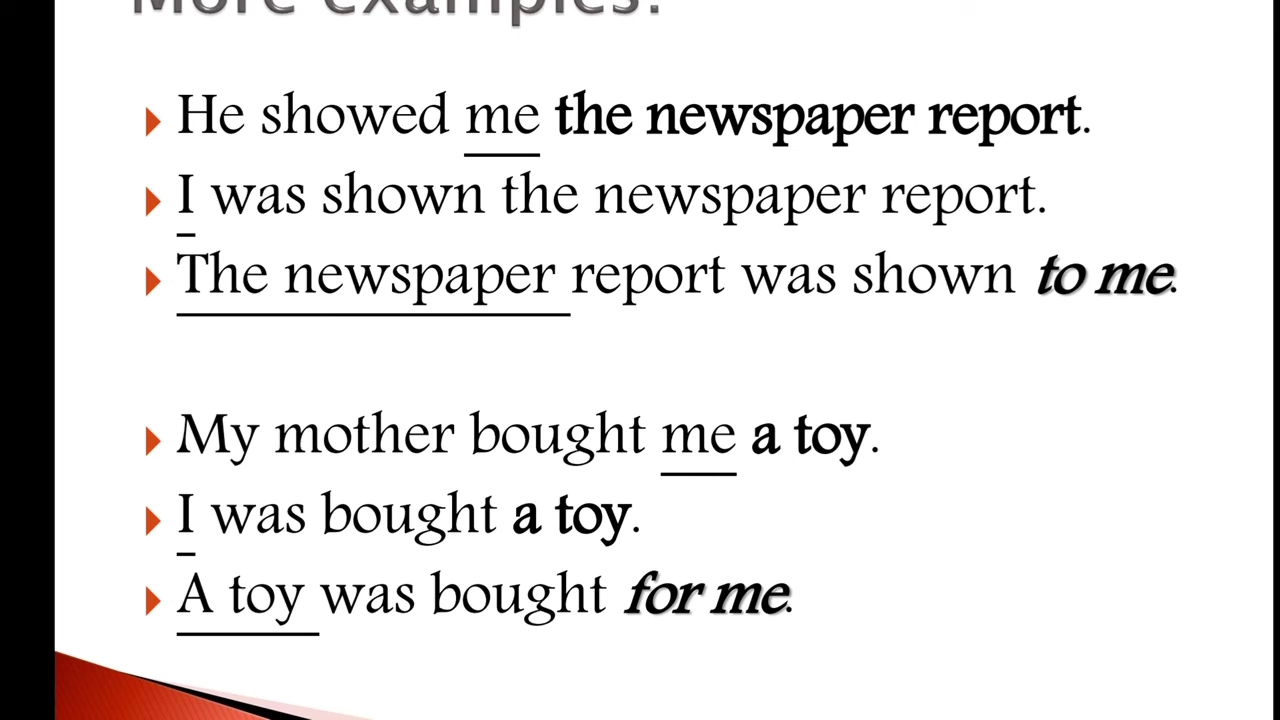 More examples:
He showed me the newspaper report.
I was shown the newspaper report.
The newspaper report was shown to me.
My mother bought me a toy.
I was bought a toy.
A toy was bought for me.